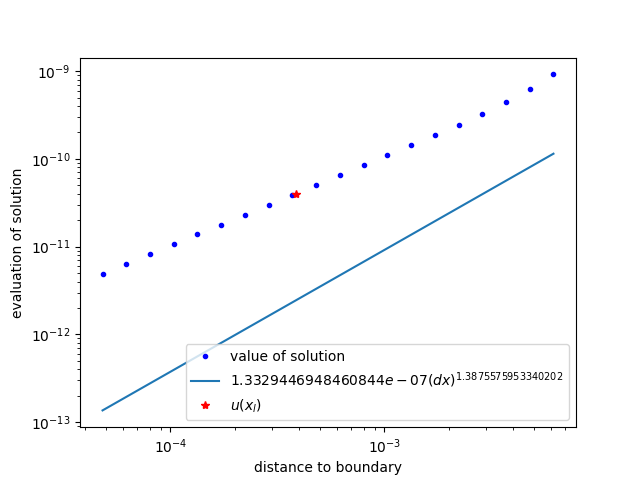 10⁻⁹
10⁻¹⁰
10⁻¹¹
10⁻¹²
10⁻¹³
evaluation of solution
value of solution
1.3329446948460844e − 07(dx)^1.3875575953340202
u(x_l)
10⁻⁴
10⁻³
distance to boundary